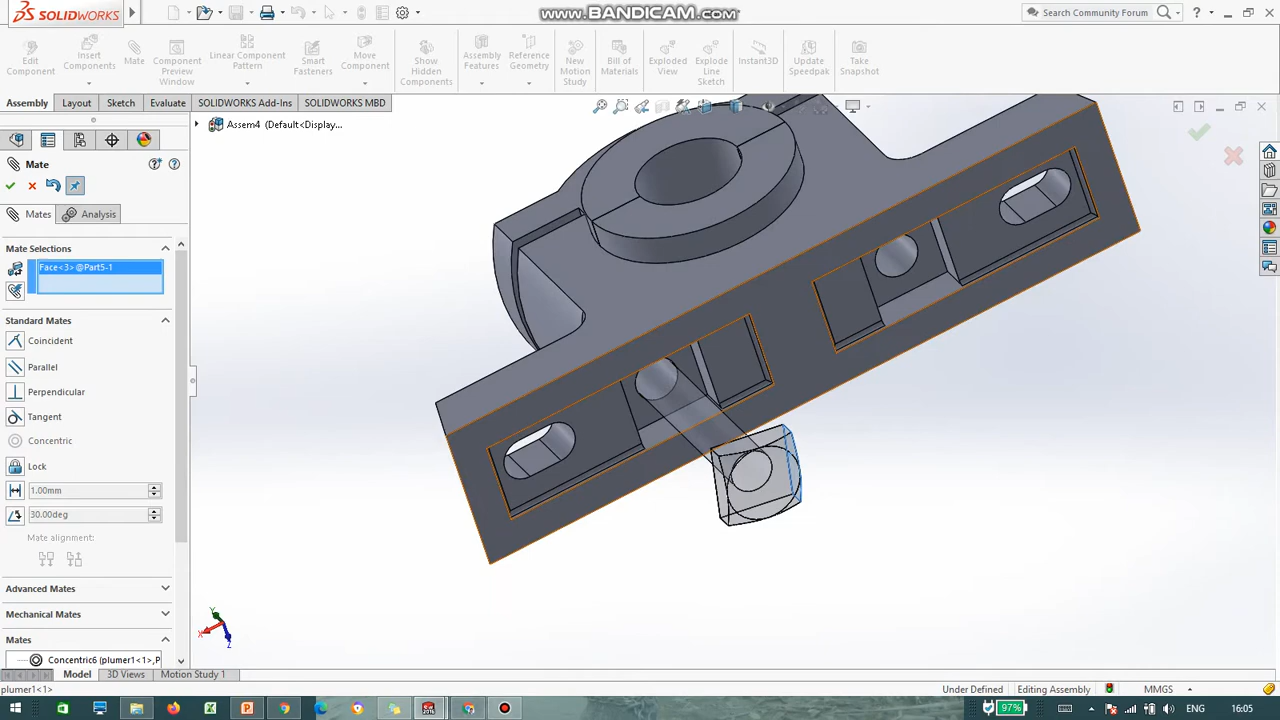 SOLIDWORKS
www.BANDICAM.com
Search Community Forum
Edit Component
Insert Components
Mate
Component Preview Window
Linear Component Pattern
Smart Fasteners
Move Component
Show Hidden Components
Assembly Features
Reference Geometry
New Motion Study
Bill of Materials
Exploded View
Explode Line Sketch
Instant3D
Update Speedpak
Take Snapshot
Assembly Layout Sketch Evaluate SOLIDWORKS Add-Ins SOLIDWORKS MBD
Assem4 (Default<Display...
Mate
Mates Analysis
Mate Selections
Face<3>@Part5-1
Standard Mates
Coincident
Parallel
Perpendicular
Tangent
Concentric
Lock
1.00mm
30.00deg
Mate alignment:
Advanced Mates
Mechanical Mates
Mates
Concentric6 (plumer1<1>,P
Y
X
Z
Model 3D Views Motion Study 1
plumer1<1> Under Defined Editing Assembly MMGS
97% ENG 16:05